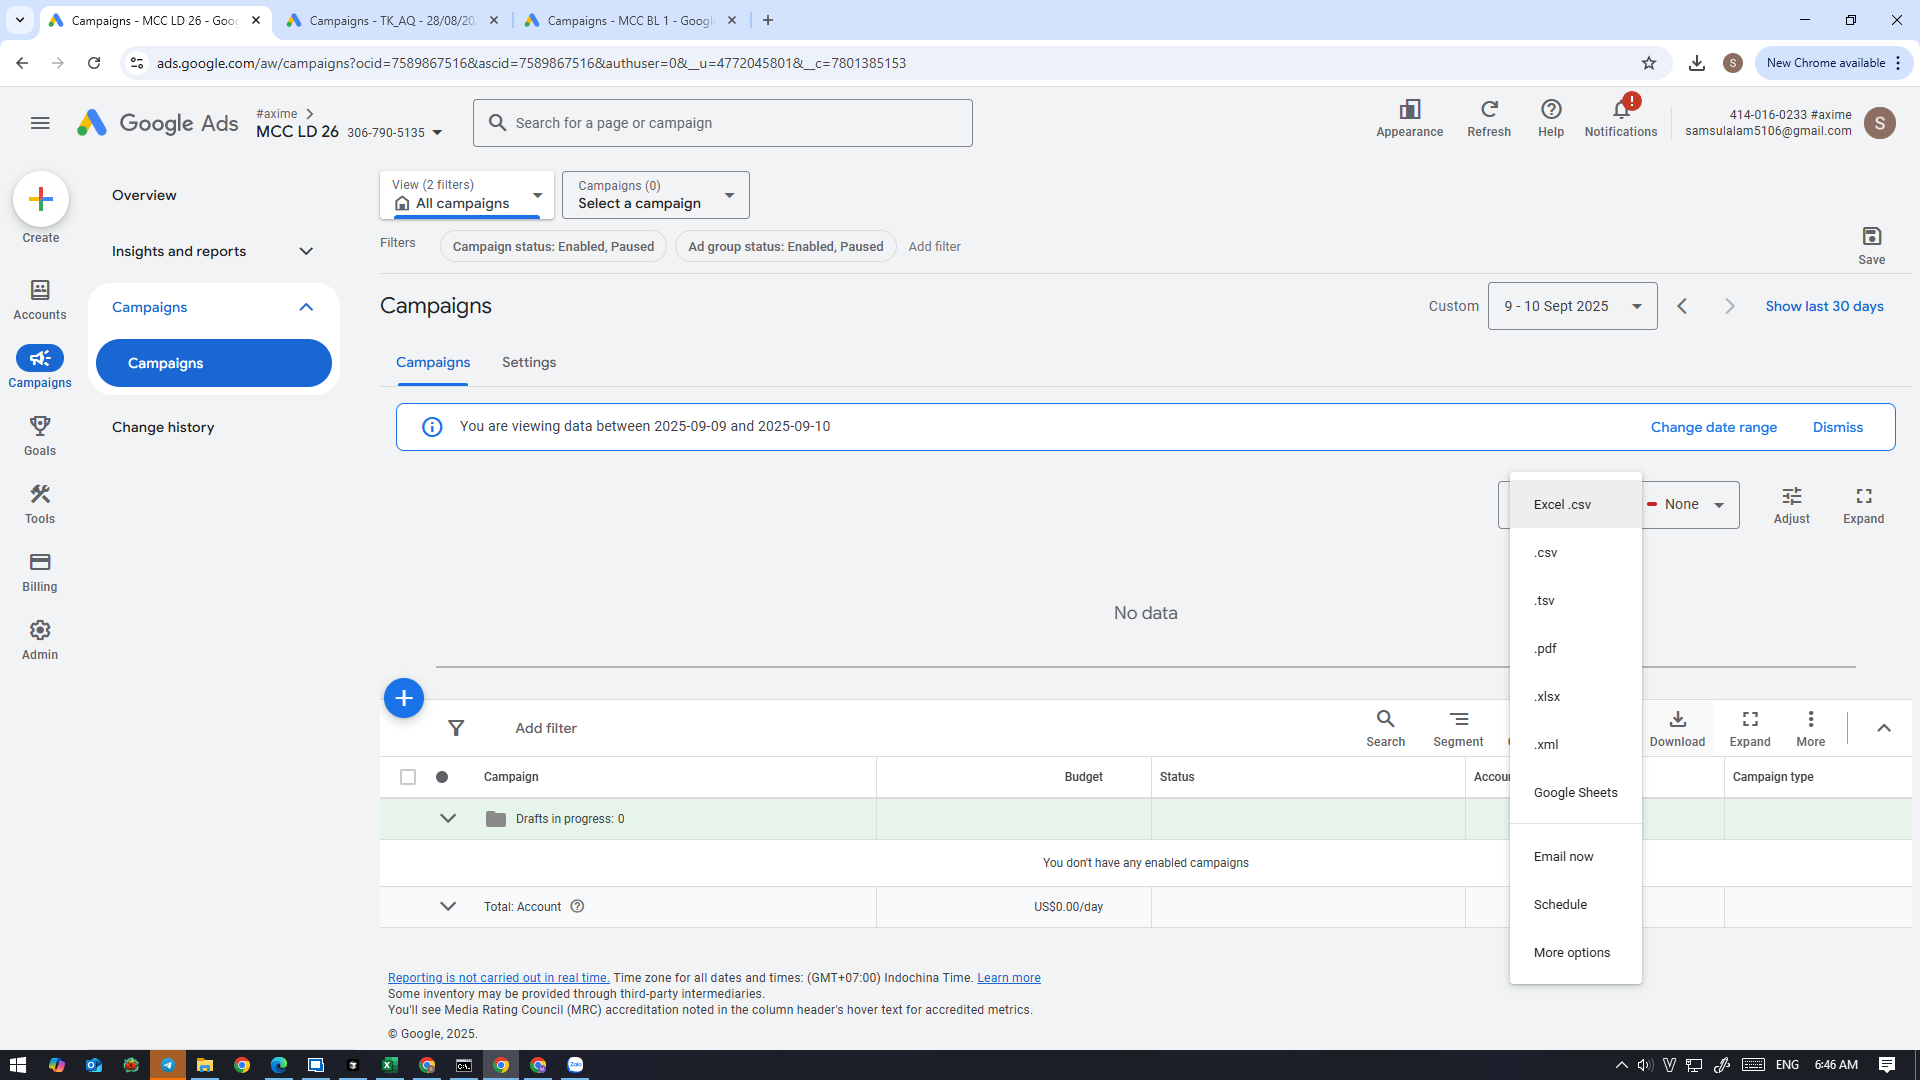 Campaigns - MCC LD 26 - Goog
Campaigns - TK_AQ - 28/08/20
Campaigns - MCC BL 1 - Google
ads.google.com/aw/campaigns?ocid=7589867516&ascid=7589867516&authuser=0&__u=4772045801&__c=7801385153
S
New Chrome available
Google Ads
#axime
MCC LD 26 306-790-5135
Search for a page or campaign
Appearance
Refresh
Help
!
Notifications
414-016-0233 #axime
samsulalam5106@gmail.com
S
Create
Accounts
Campaigns
Goals
Tools
Billing
Admin
Overview
Insights and reports
Campaigns
Campaigns
Change history
View (2 filters)
All campaigns
Campaigns (0)
Select a campaign
Filters
Campaign status: Enabled, Paused
Ad group status: Enabled, Paused
Add filter
Save
Campaigns
Custom
9 - 10 Sept 2025
Show last 30 days
Campaigns
Settings
You are viewing data between 2025-09-09 and 2025-09-10
Change date range
Dismiss
None
Adjust
Expand
Excel .csv
.csv
.tsv
.pdf
.xlsx
.xml
Google Sheets
Email now
Schedule
More options
No data
Add filter
Search
Segment
Download
Expand
More
Campaign
Budget
Status
Accou
Campaign type
Drafts in progress: 0
You don't have any enabled campaigns
Total: Account
US$0.00/day
Reporting is not carried out in real time. Time zone for all dates and times: (GMT+07:00) Indochina Time. Learn more
Some inventory may be provided through third-party intermediaries.
You'll see Media Rating Council (MRC) accreditation noted in the column header's hover text for accredited metrics.
© Google, 2025.
Zalo
ENG
6:46 AM